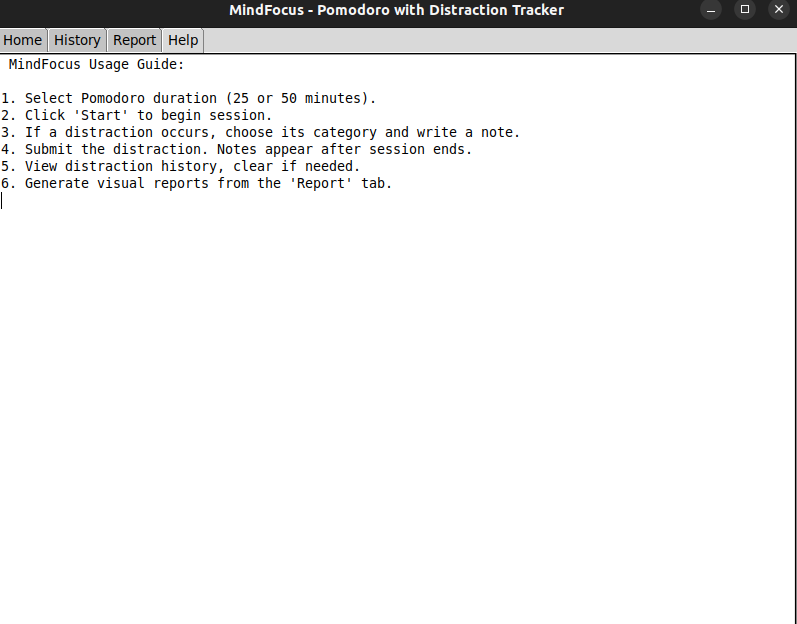 MindFocus - Pomodoro with Distraction Tracker
Home History Report Help
MindFocus Usage Guide:
1. Select Pomodoro duration (25 or 50 minutes).
2. Click 'Start' to begin session.
3. If a distraction occurs, choose its category and write a note.
4. Submit the distraction. Notes appear after session ends.
5. View distraction history, clear if needed.
6. Generate visual reports from the 'Report' tab.